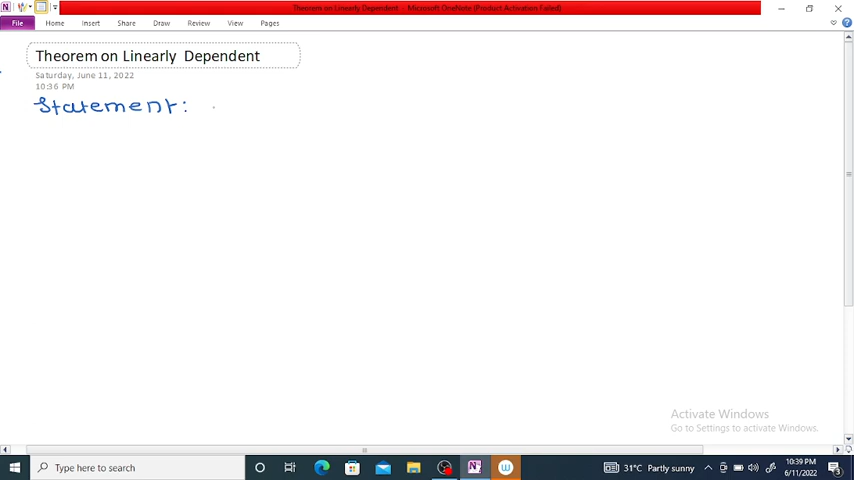 Theorem on Linearly Dependent - Microsoft OneNote (Product Activation Failed)
File Home Insert Share Draw Review View Pages
Theorem on Linearly Dependent
Saturday, June 11, 2022
10:36 PM
Statement:
Activate Windows
Go to Settings to activate Windows.
Type here to search
31°C Partly sunny
10:39 PM
6/11/2022
3